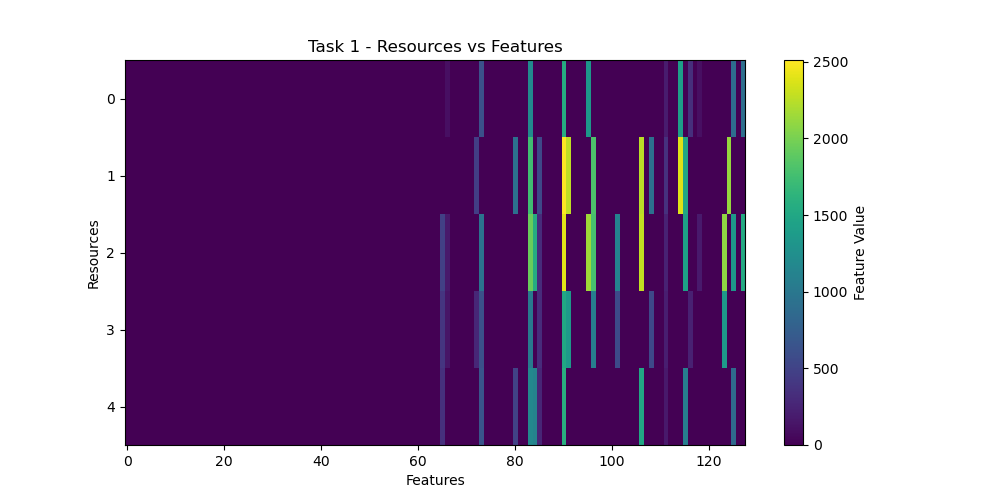 Task 1 - Resources vs Features
Resources
0
1
2
3
4
0 20 40 60 80 100 120
Features
2500
2000
1500
1000
500
0
Feature Value